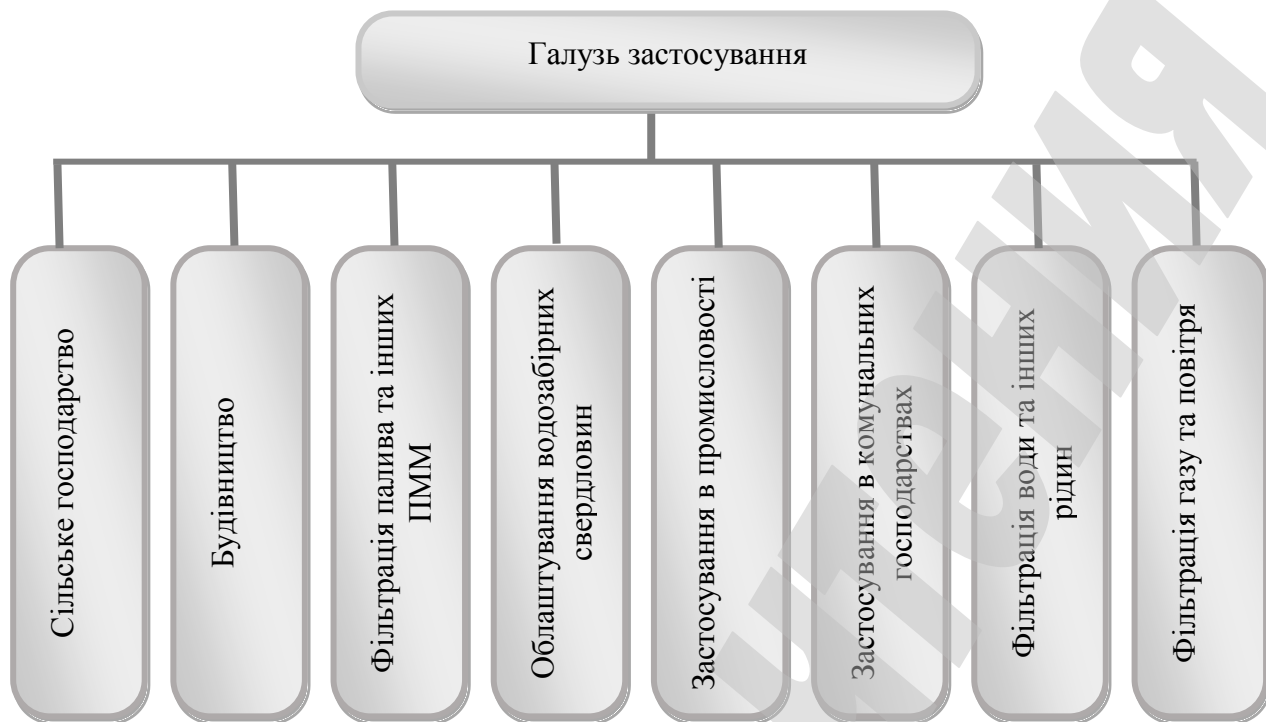 Галузь застосування
Сільське господарство
Будівництво
Фільтрація палива та інших
ПММ
Облаштування водозабірних
свердловин
Застосування в промисловості
Застосування в комунальних
господарствах
Фільтрація води та інших
рідин
Фільтрація газу та повітря